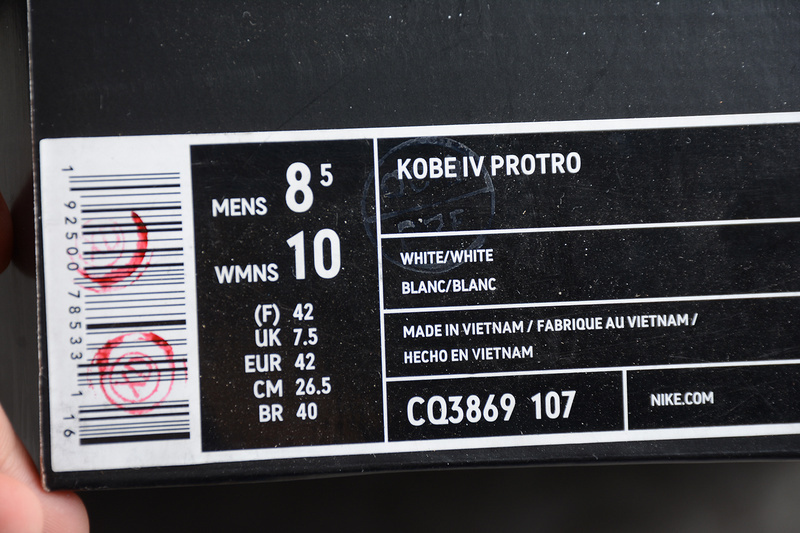 1 92500 78533 1 16
MENS 8 5
WMNS 10
(F) 42
UK 7.5
EUR 42
CM 26.5
BR 40
KOBE IV PROTRO
WHITE/WHITE
BLANC/BLANC
MADE IN VIETNAM / FABRIQUE AU VIETNAM /
HECHO EN VIETNAM
CQ3869 107
NIKE.COM